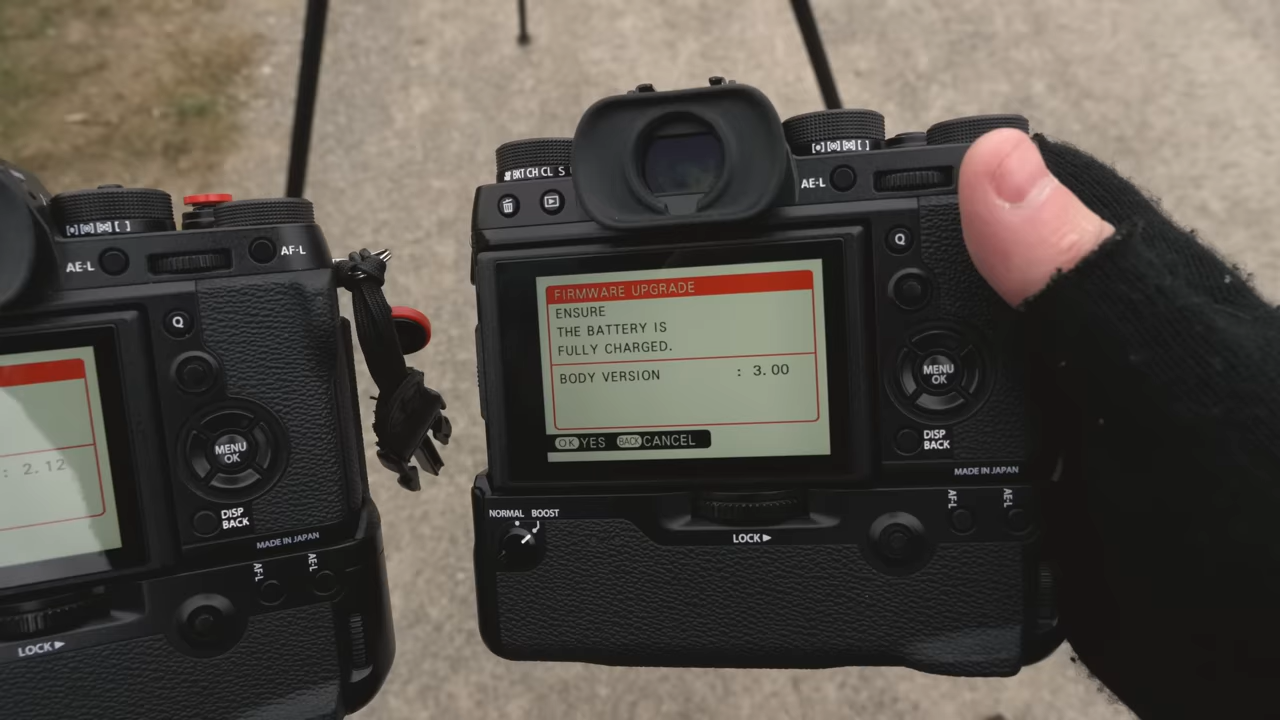 AE-L
AF-L
Q
: 2.12
MENU
OK
DISP
BACK
MADE IN JAPAN
AF-L
AE-L
LOCK
BKT CH CL S
AE-L
Q
FIRMWARE UPGRADE
ENSURE
THE BATTERY IS
FULLY CHARGED.
BODY VERSION : 3.00
OK YES BACK CANCEL
MENU
OK
DISP
BACK
MADE IN JAPAN
NORMAL BOOST
LOCK
AF-L
AE-L